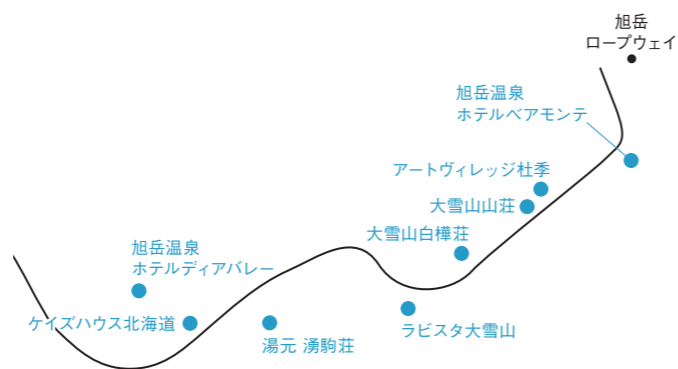 旭岳
ロープウェイ
旭岳温泉
ホテルベアモンテ
アートヴィレッジ杜季
大雪山山荘
大雪山白樺荘
旭岳温泉
ホテルディアバレー
ケイズハウス北海道
湯元 湧駒荘
ラビスタ大雪山